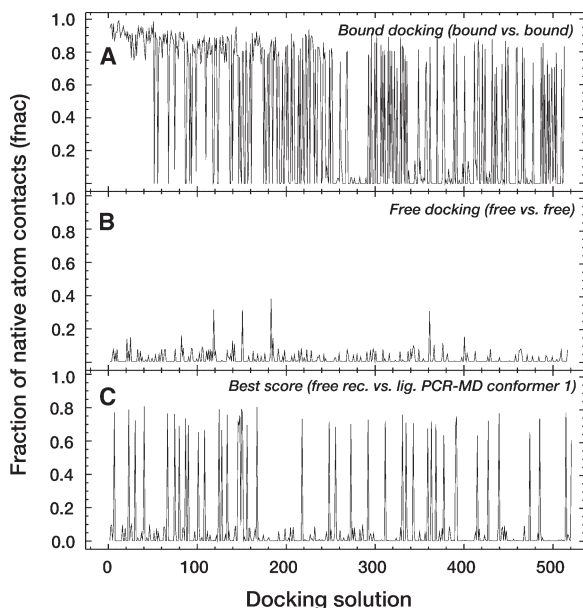 Fraction of native atom contacts (fnac)
A
Bound docking (bound vs. bound)
1.0
0.8
0.6
0.4
0.2
B
Free docking (free vs. free)
1.0
0.8
0.6
0.4
0.2
C
Best score (free rec. vs. lig. PCR-MD conformer 1)
1.0
0.8
0.6
0.4
0.2
0.0
0 100 200 300 400 500
Docking solution